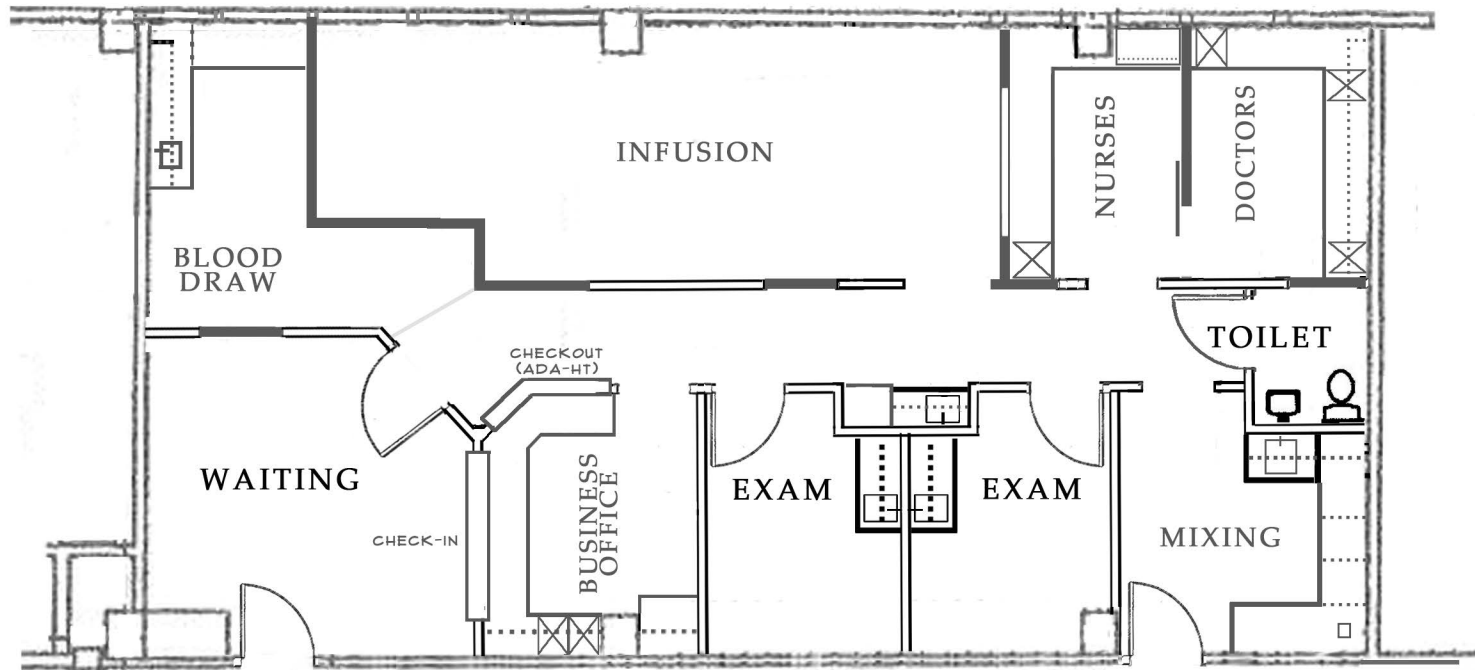 INFUSION
NURSES
DOCTORS
BLOOD
DRAW
TOILET
CHECKOUT
(ADA-HT)
WAITING
CHECK-IN
BUSINESS
OFFICE
EXAM
EXAM
MIXING